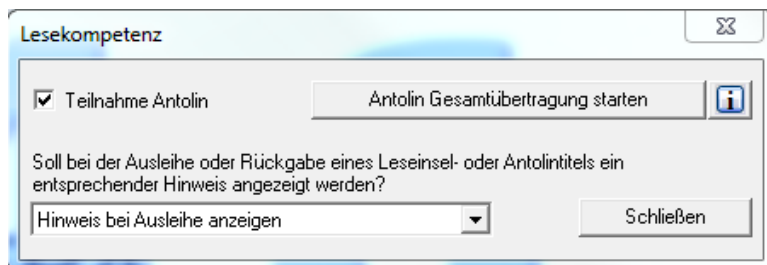 Lesekompetenz
Teilnahme Antolin
Antolin Gesamtübertragung starten
Soll bei der Ausleihe oder Rückgabe eines Leseinsel- oder Antolintitels ein
entsprechender Hinweis angezeigt werden?
Hinweis bei Ausleihe anzeigen
Schließen